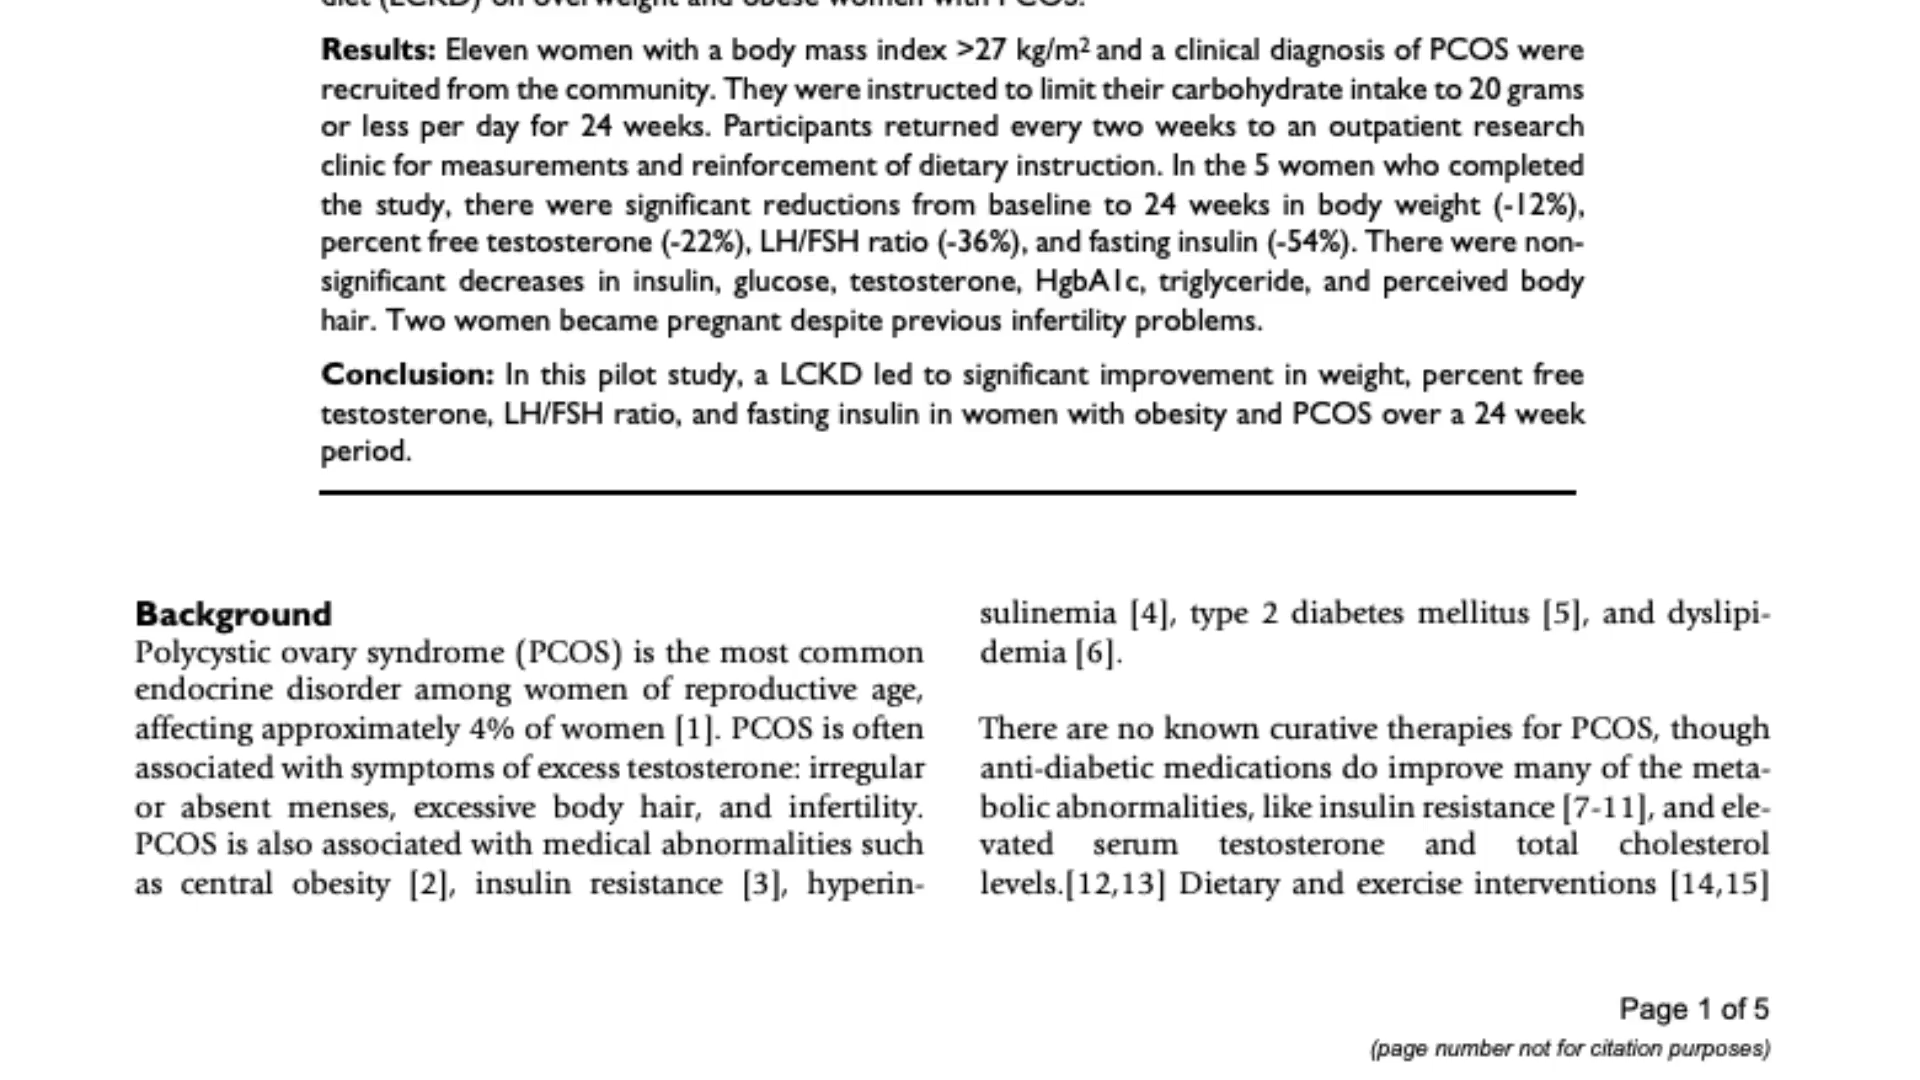 diet (LCKD) on overweight and obese women with PCOS.
Results: Eleven women with a body mass index >27 kg/m² and a clinical diagnosis of PCOS were
recruited from the community. They were instructed to limit their carbohydrate intake to 20 grams
or less per day for 24 weeks. Participants returned every two weeks to an outpatient research
clinic for measurements and reinforcement of dietary instruction. In the 5 women who completed
the study, there were significant reductions from baseline to 24 weeks in body weight (-12%),
percent free testosterone (-22%), LH/FSH ratio (-36%), and fasting insulin (-54%). There were non-
significant decreases in insulin, glucose, testosterone, HgbA1c, triglyceride, and perceived body
hair. Two women became pregnant despite previous infertility problems.
Conclusion: In this pilot study, a LCKD led to significant improvement in weight, percent free
testosterone, LH/FSH ratio, and fasting insulin in women with obesity and PCOS over a 24 week
period.
Background
Polycystic ovary syndrome (PCOS) is the most common
endocrine disorder among women of reproductive age,
affecting approximately 4% of women [1]. PCOS is often
associated with symptoms of excess testosterone: irregular
or absent menses, excessive body hair, and infertility.
PCOS is also associated with medical abnormalities such
as central obesity [2], insulin resistance [3], hyperin-
sulinemia [4], type 2 diabetes mellitus [5], and dyslipi-
demia [6].
There are no known curative therapies for PCOS, though
anti-diabetic medications do improve many of the meta-
bolic abnormalities, like insulin resistance [7-11], and ele-
vated serum testosterone and total cholesterol
levels.[12,13] Dietary and exercise interventions [14,15]
Page 1 of 5
(page number not for citation purposes)